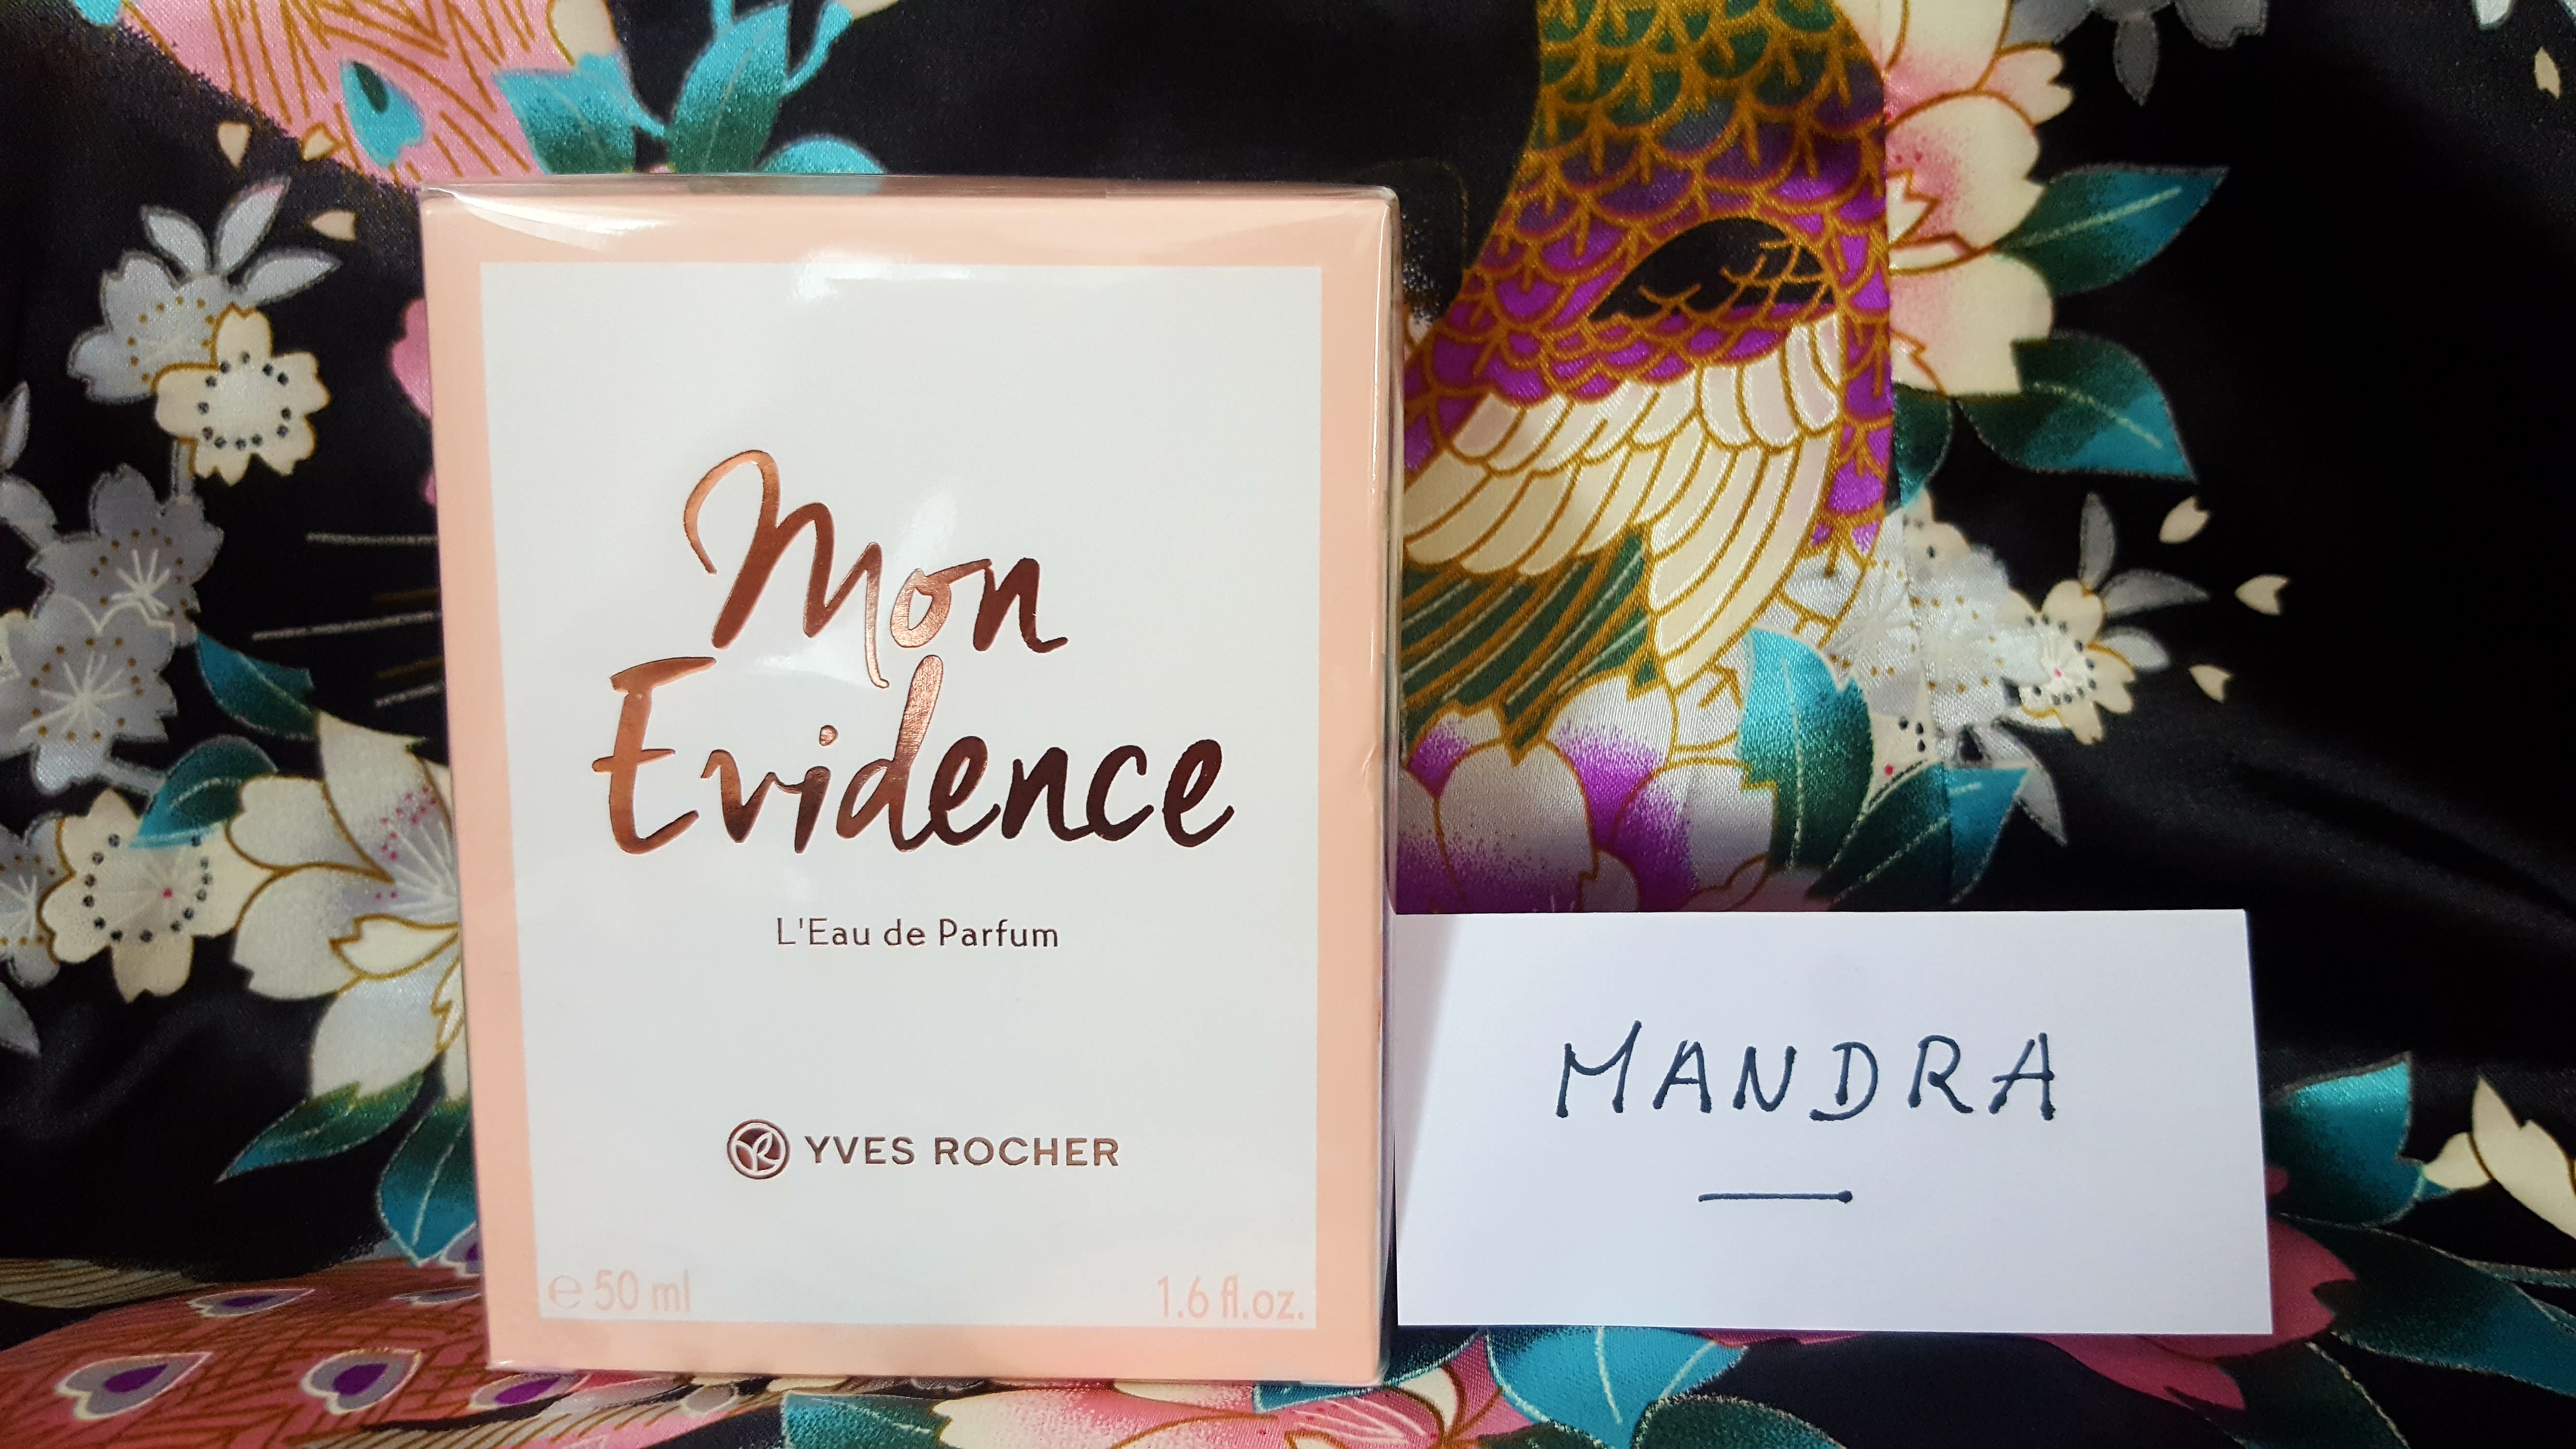 Mon
Evidence
L'Eau de Parfum
YVES ROCHER
e 50 ml
1.6 fl.oz.
MANDRA